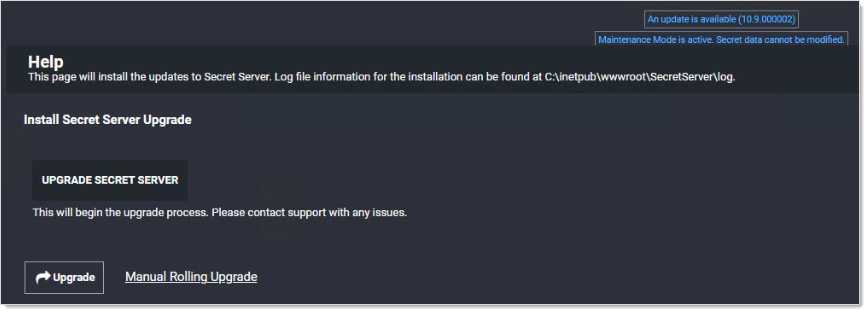 An update is available (10.9.000002)
Maintenance Mode is active. Secret data cannot be modified.
Help
This page will install the updates to Secret Server. Log file information for the installation can be found at C:\inetpub\wwwroot\SecretServer\log.
Install Secret Server Upgrade
UPGRADE SECRET SERVER
This will begin the upgrade process. Please contact support with any issues.
Upgrade Manual Rolling Upgrade